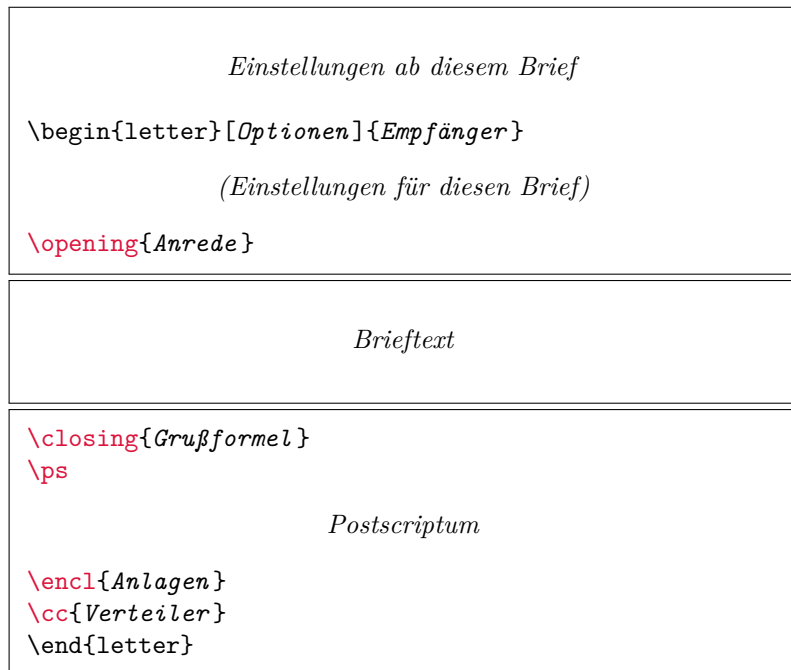 Einstellungen ab diesem Brief
\begin{letter}[Optionen]{Empfänger}
(Einstellungen für diesen Brief)
\opening{Anrede}
Brieftext
\closing{Grußformel}
\ps
Postscriptum
\encl{Anlagen}
\cc{Verteiler}
\end{letter}